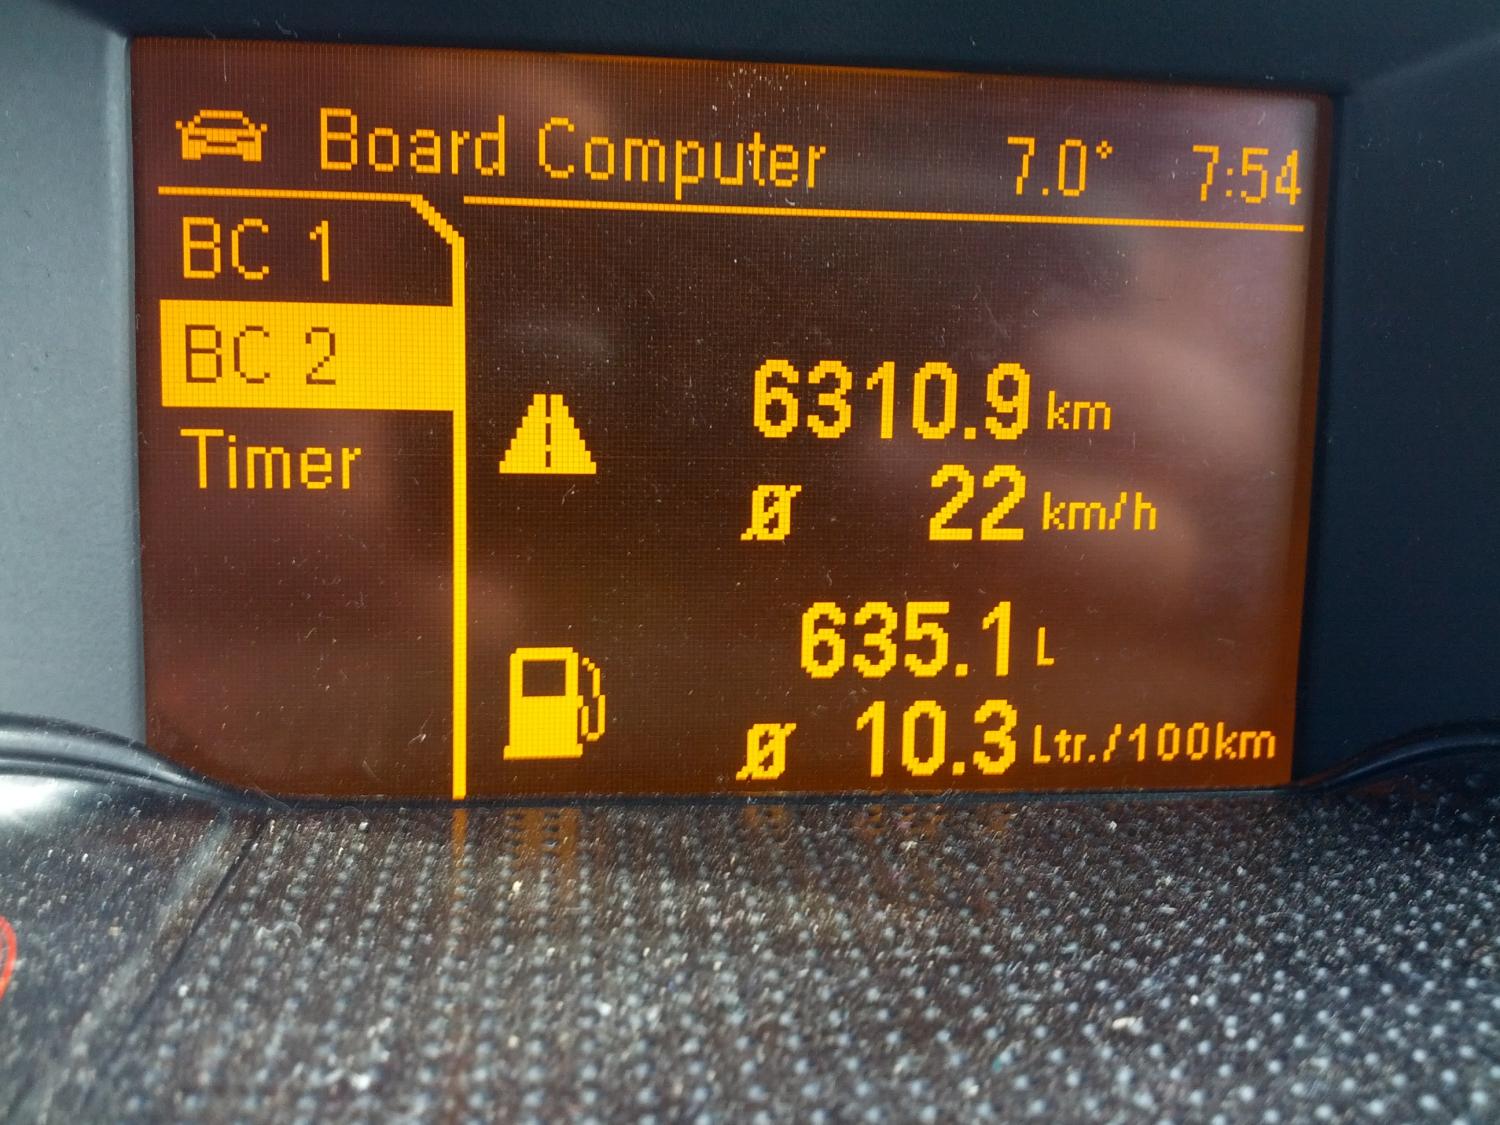 Board Computer 7.0° 7:54
BC 1
BC 2
Timer
6310.9 km
Ø 22 km/h
635.1 L
Ø 10.3 Ltr./100km